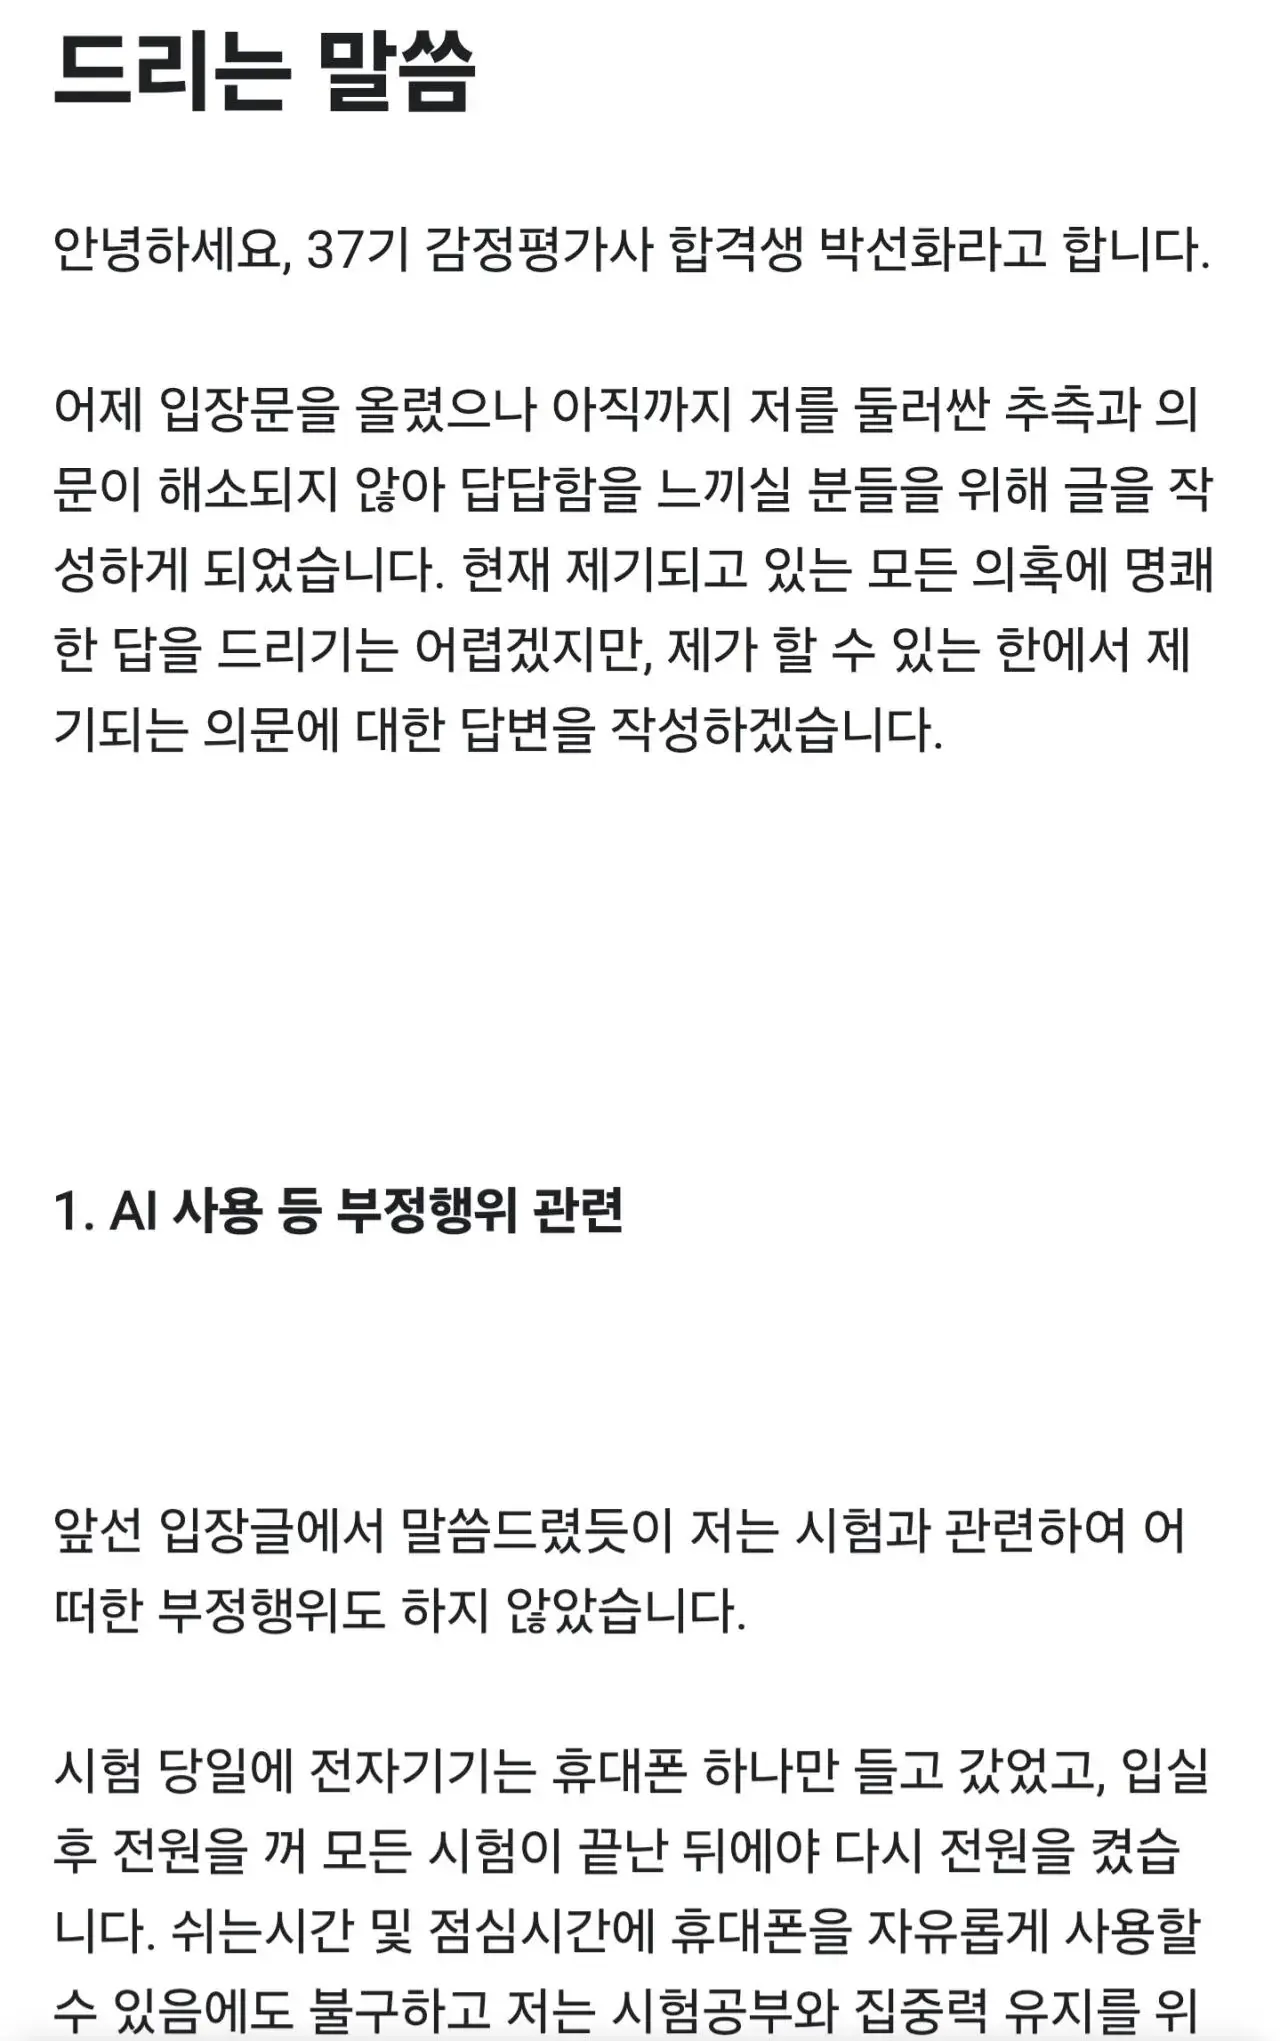 드리는 말씀
안녕하세요, 37기 감정평가사 합격생 박선화라고 합니다.
어제 입장문을 올렸으나 아직까지 저를 둘러싼 추측과 의
문이 해소되지 않아 답답함을 느끼실 분들을 위해 글을 작
성하게 되었습니다. 현재 제기되고 있는 모든 의혹에 명쾌
한 답을 드리기는 어렵겠지만, 제가 할 수 있는 한에서 제
기되는 의문에 대한 답변을 작성하겠습니다.
1. AI 사용 등 부정행위 관련
앞선 입장글에서 말씀드렸듯이 저는 시험과 관련하여 어
떠한 부정행위도 하지 않았습니다.
시험 당일에 전자기기는 휴대폰 하나만 들고 갔었고, 입실
후 전원을 꺼 모든 시험이 끝난 뒤에야 다시 전원을 켰습
니다. 쉬는시간 및 점심시간에 휴대폰을 자유롭게 사용할
수 있음에도 불구하고 저는 시험공부와 집중력 유지를 위